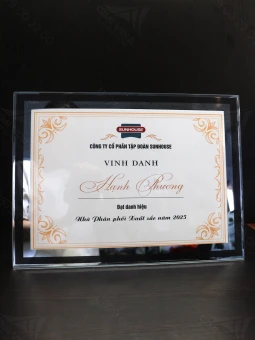 SUNHOUSE
CÔNG TY CỔ PHẦN TẬP ĐOÀN SUNHOUSE
VINH DANH
Hạnh Phương
Đạt danh hiệu
Nhà Phân phối Xuất sắc năm 2025